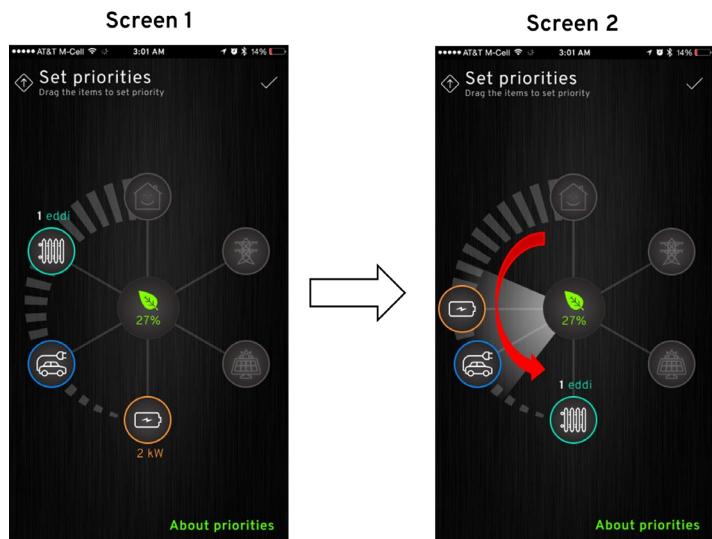 Screen 1
AT&T M-Cell 3:01 AM 14%
Set priorities
Drag the items to set priority
1 eddi
27%
2 kW
About priorities
Screen 2
AT&T M-Cell 3:01 AM 14%
Set priorities
Drag the items to set priority
27%
1 eddi
About priorities